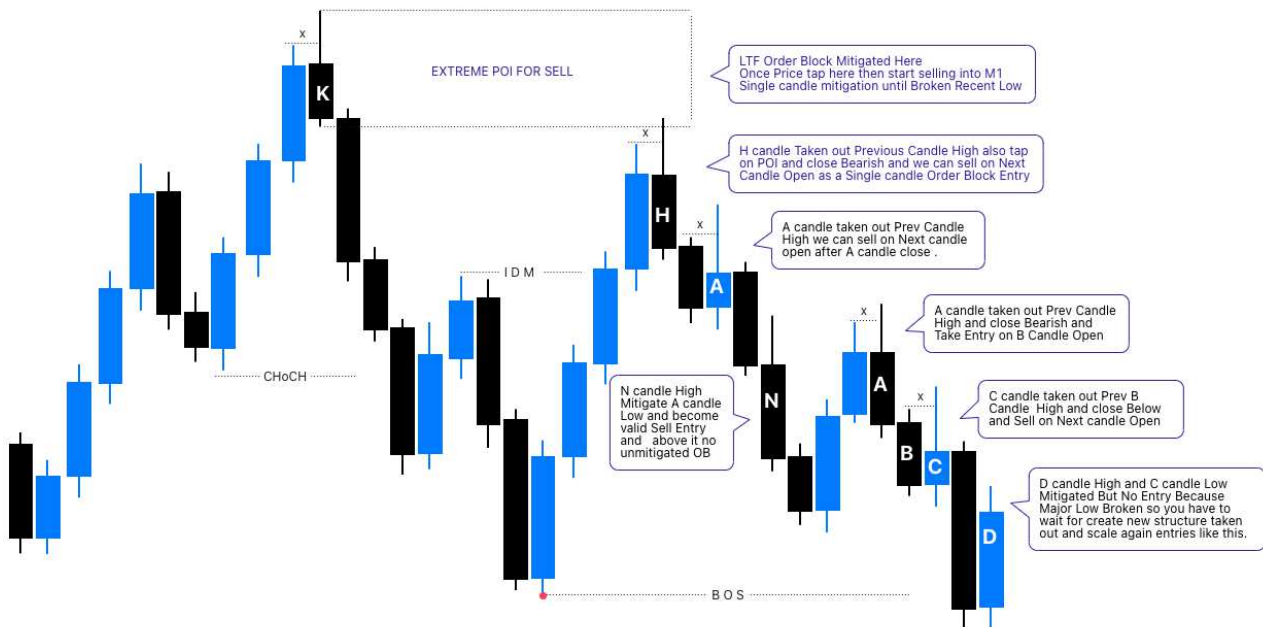 x
K
EXTREME POI FOR SELL
LTF Order Block Mitigated Here
Once Price tap here then start selling into M1
Single candle mitigation until Broken Recent Low
x
H
H candle Taken out Previous Candle High also tap
on POI and close Bearish and we can sell on Next
Candle Open as a Single candle Order Block Entry
x
A
A candle taken out Prev Candle
High we can sell on Next candle
open after A candle close .
I D M
CHoCH
N candle High
Mitigate A candle
Low and become
valid Sell Entry
and above it no
unmitigated OB
N
x
A
A candle taken out Prev Candle
High and close Bearish and
Take Entry on B Candle Open
x
B
C
C candle taken out Prev B
Candle High and close Below
and Sell on Next candle Open
D candle High and C candle Low
Mitigated But No Entry Because
Major Low Broken so you have to
wait for create new structure taken
out and scale again entries like this.
D
B O S